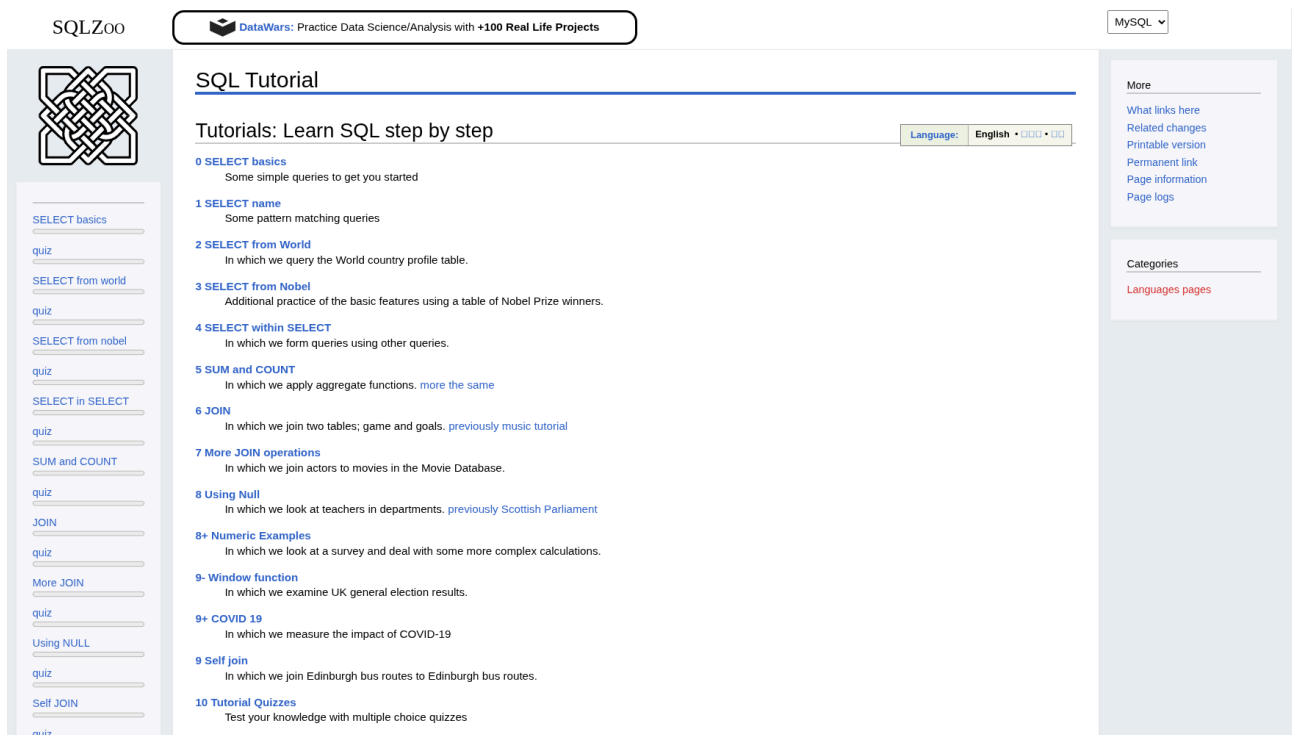 SQLZoo
DataWars: Practice Data Science/Analysis with +100 Real Life Projects
MySQL
SELECT basics
quiz
SELECT from world
quiz
SELECT from nobel
quiz
SELECT in SELECT
quiz
SUM and COUNT
quiz
JOIN
quiz
More JOIN
quiz
Using NULL
quiz
Self JOIN
quiz
SQL Tutorial
Tutorials: Learn SQL step by step
Language: English • •
0 SELECT basics
Some simple queries to get you started
1 SELECT name
Some pattern matching queries
2 SELECT from World
In which we query the World country profile table.
3 SELECT from Nobel
Additional practice of the basic features using a table of Nobel Prize winners.
4 SELECT within SELECT
In which we form queries using other queries.
5 SUM and COUNT
In which we apply aggregate functions. more the same
6 JOIN
In which we join two tables; game and goals. previously music tutorial
7 More JOIN operations
In which we join actors to movies in the Movie Database.
8 Using Null
In which we look at teachers in departments. previously Scottish Parliament
8+ Numeric Examples
In which we look at a survey and deal with some more complex calculations.
9- Window function
In which we examine UK general election results.
9+ COVID 19
In which we measure the impact of COVID-19
9 Self join
In which we join Edinburgh bus routes to Edinburgh bus routes.
10 Tutorial Quizzes
Test your knowledge with multiple choice quizzes
More
What links here
Related changes
Printable version
Permanent link
Page information
Page logs
Categories
Languages pages